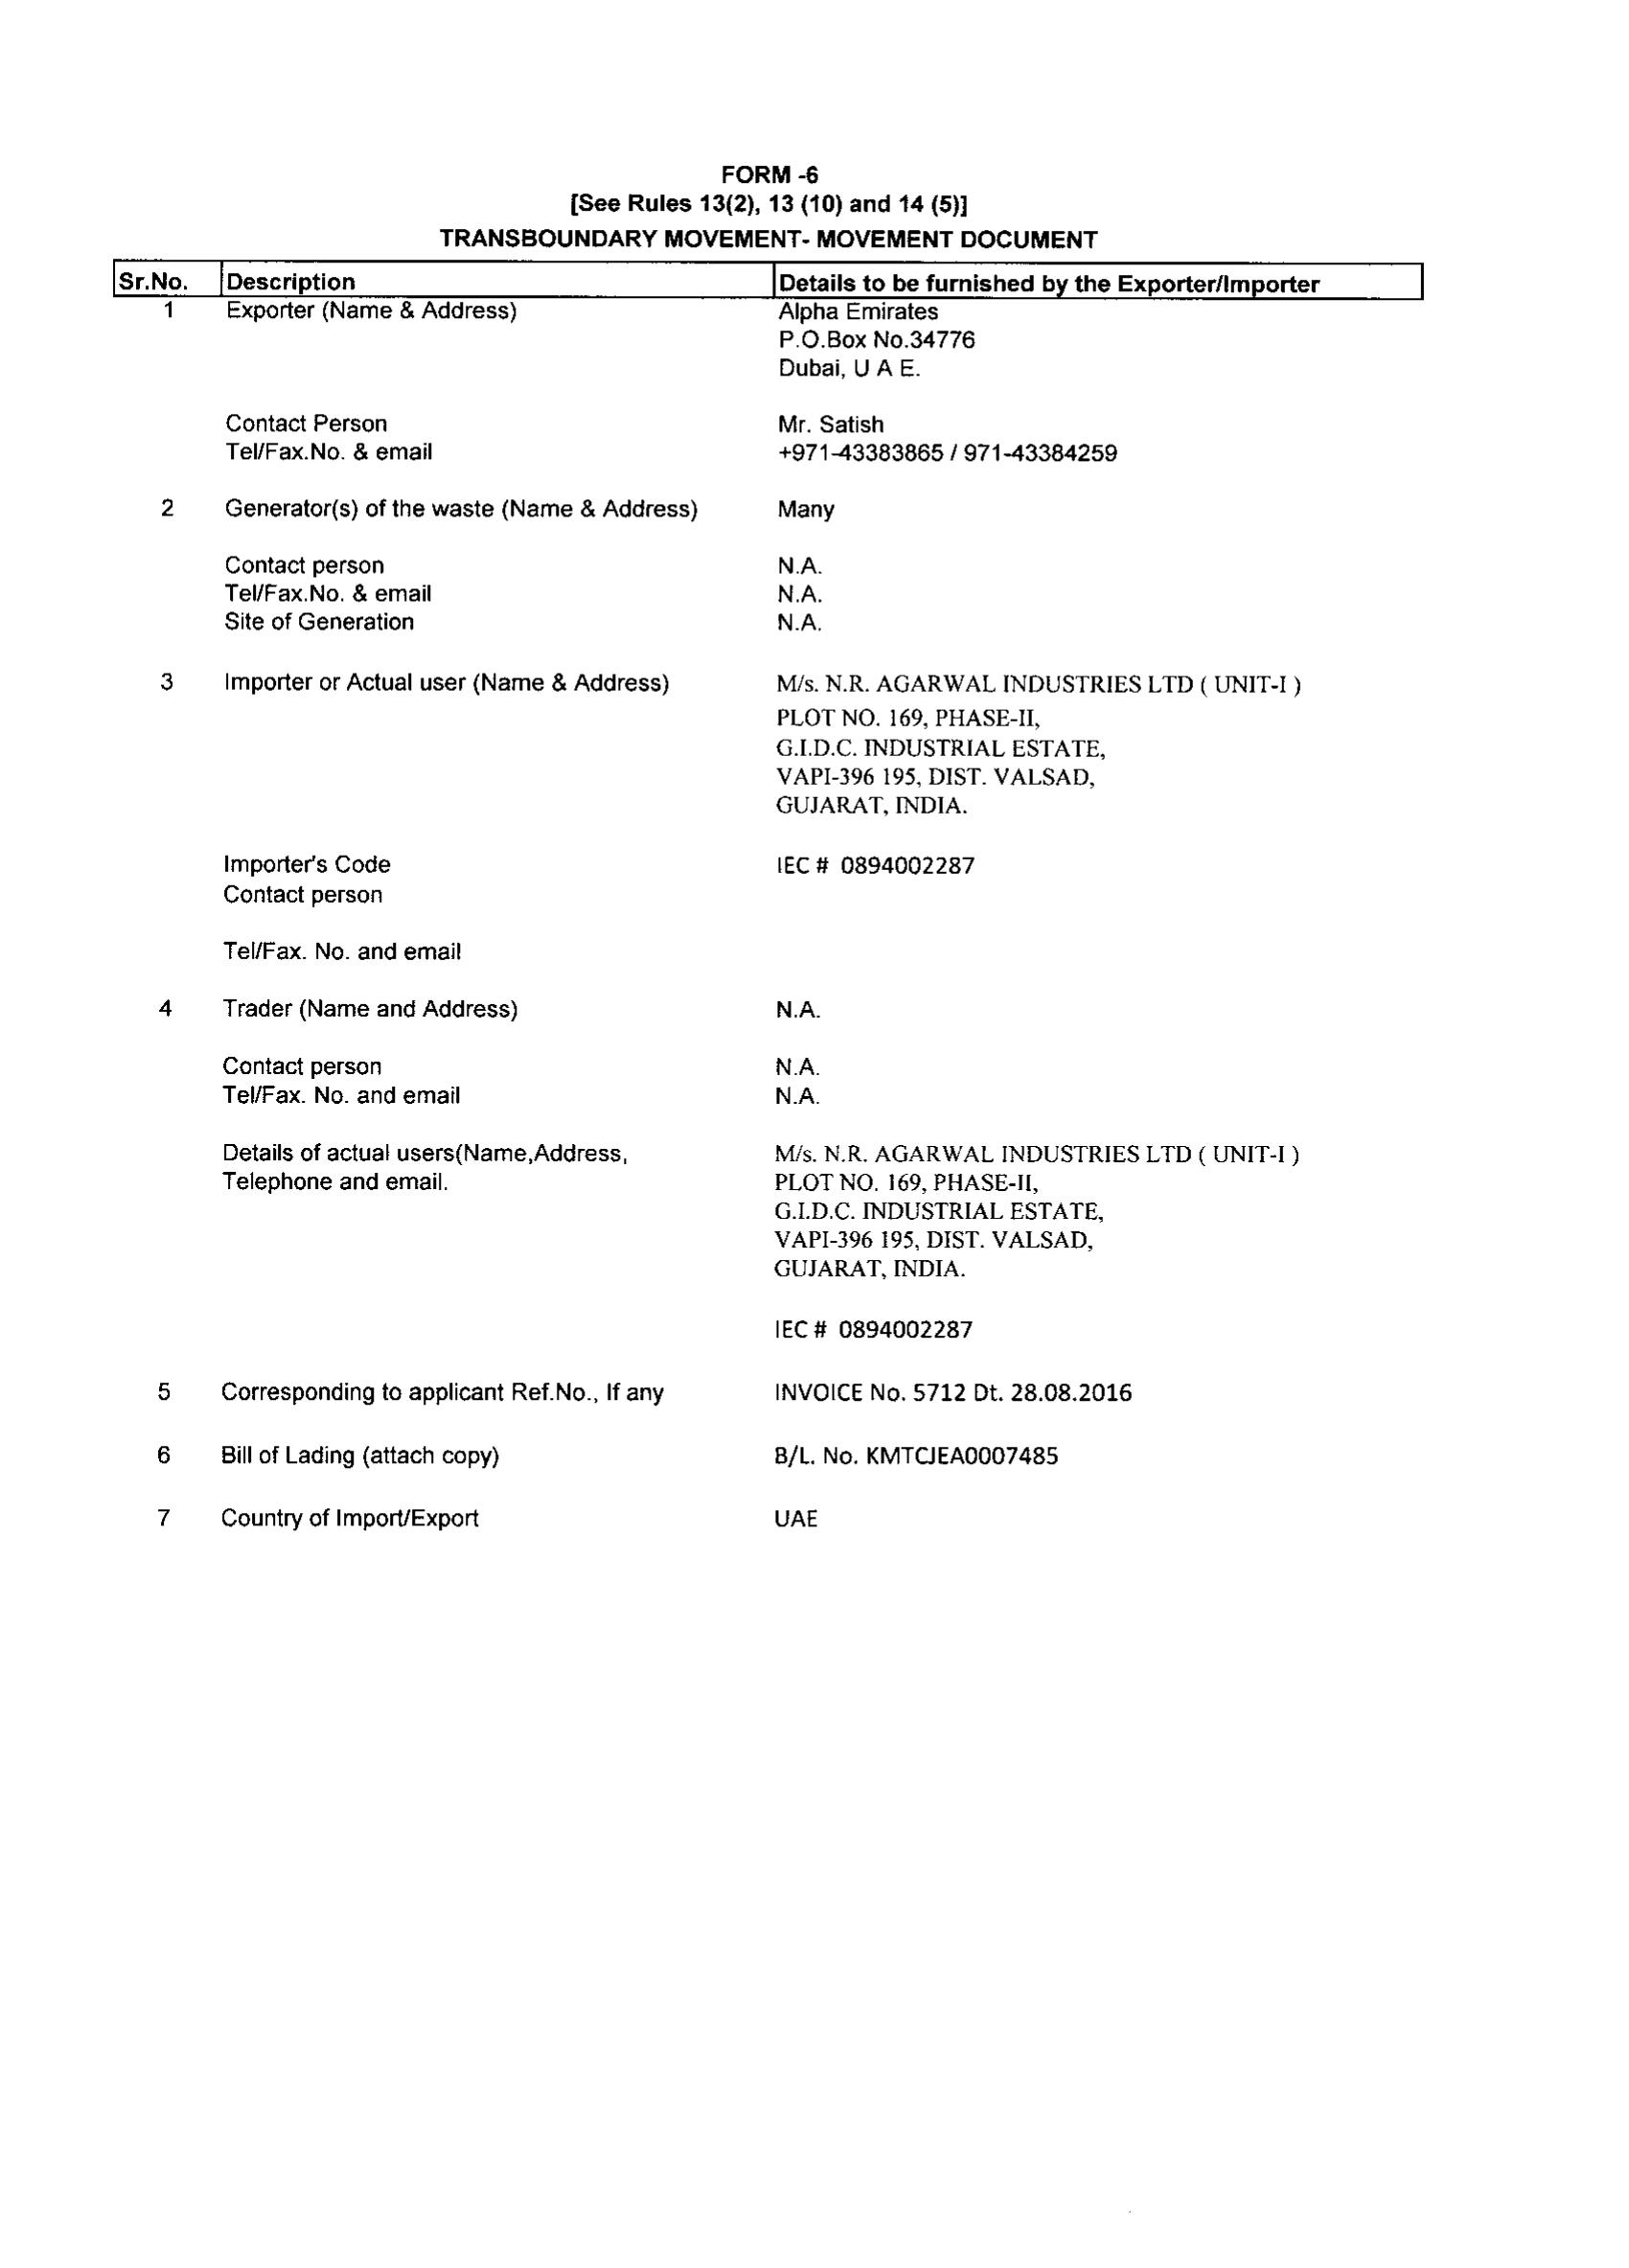 FORM -6
[See Rules 13(2), 13 (10) and 14 (5)]
TRANSBOUNDARY MOVEMENT- MOVEMENT DOCUMENT
Sr.No. Description Details to be furnished by the Exporter/Importer
1 Exporter (Name & Address) Alpha Emirates
P.O.Box No.34776
Dubai, U A E.
Contact Person Mr. Satish
Tel/Fax.No. & email +971-43383865 / 971-43384259
2 Generator(s) of the waste (Name & Address) Many
Contact person N.A.
Tel/Fax.No. & email N.A.
Site of Generation N.A.
3 Importer or Actual user (Name & Address) M/s. N.R. AGARWAL INDUSTRIES LTD ( UNIT-I )
PLOT NO. 169, PHASE-II,
G.I.D.C. INDUSTRIAL ESTATE,
VAPI-396 195, DIST. VALSAD,
GUJARAT, INDIA.
Importer's Code IEC # 0894002287
Contact person
Tel/Fax. No. and email
4 Trader (Name and Address) N.A.
Contact person N.A.
Tel/Fax. No. and email N.A.
Details of actual users(Name,Address, M/s. N.R. AGARWAL INDUSTRIES LTD ( UNIT-I )
Telephone and email. PLOT NO. 169, PHASE-II,
G.I.D.C. INDUSTRIAL ESTATE,
VAPI-396 195, DIST. VALSAD,
GUJARAT, INDIA.
IEC # 0894002287
5 Corresponding to applicant Ref.No., If any INVOICE No. 5712 Dt. 28.08.2016
6 Bill of Lading (attach copy) B/L. No. KMTCJEA0007485
7 Country of Import/Export UAE